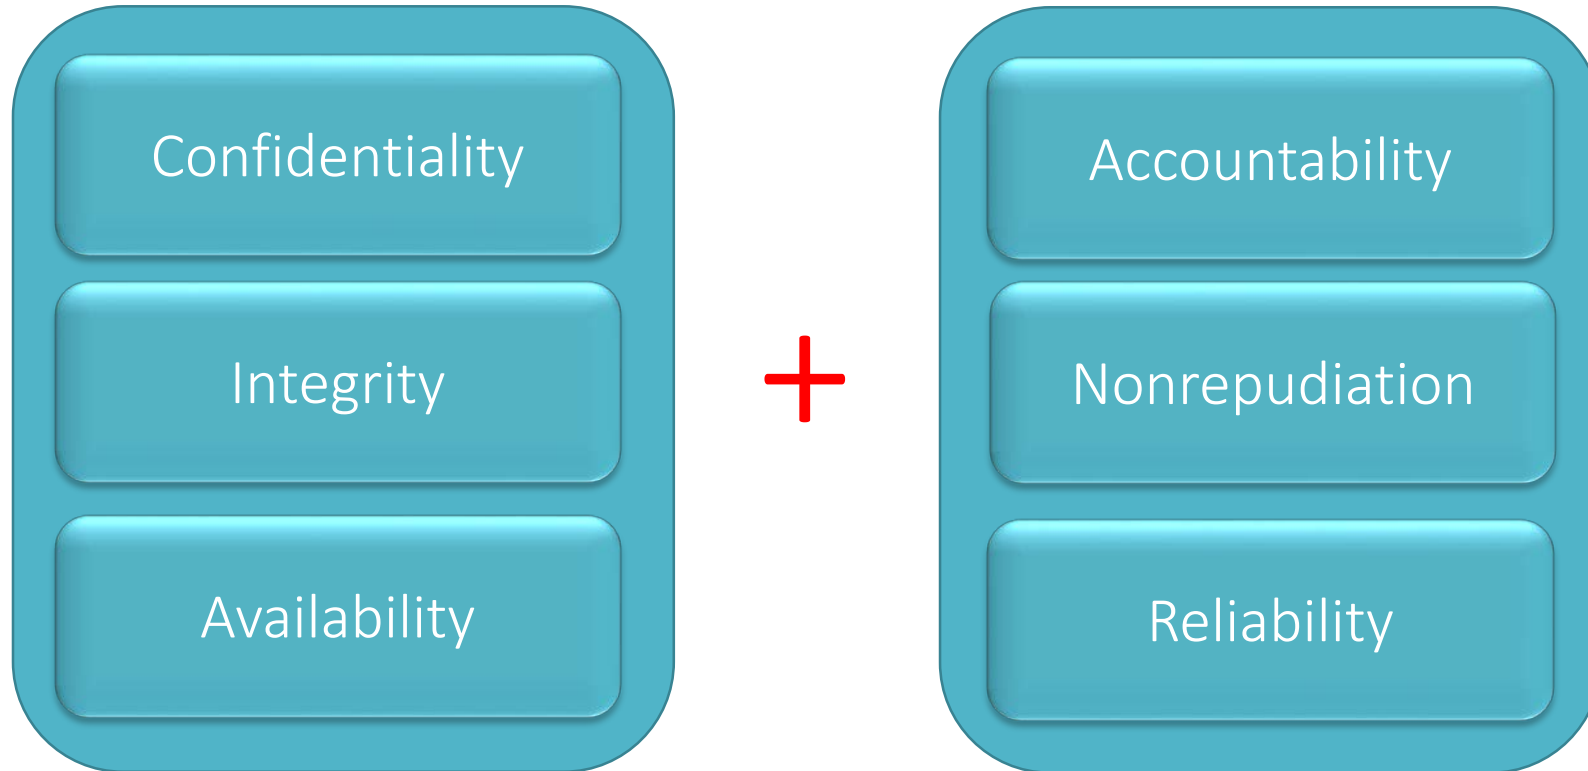 Confidentiality
Integrity
Availability
+
Accountability
Nonrepudiation
Reliability